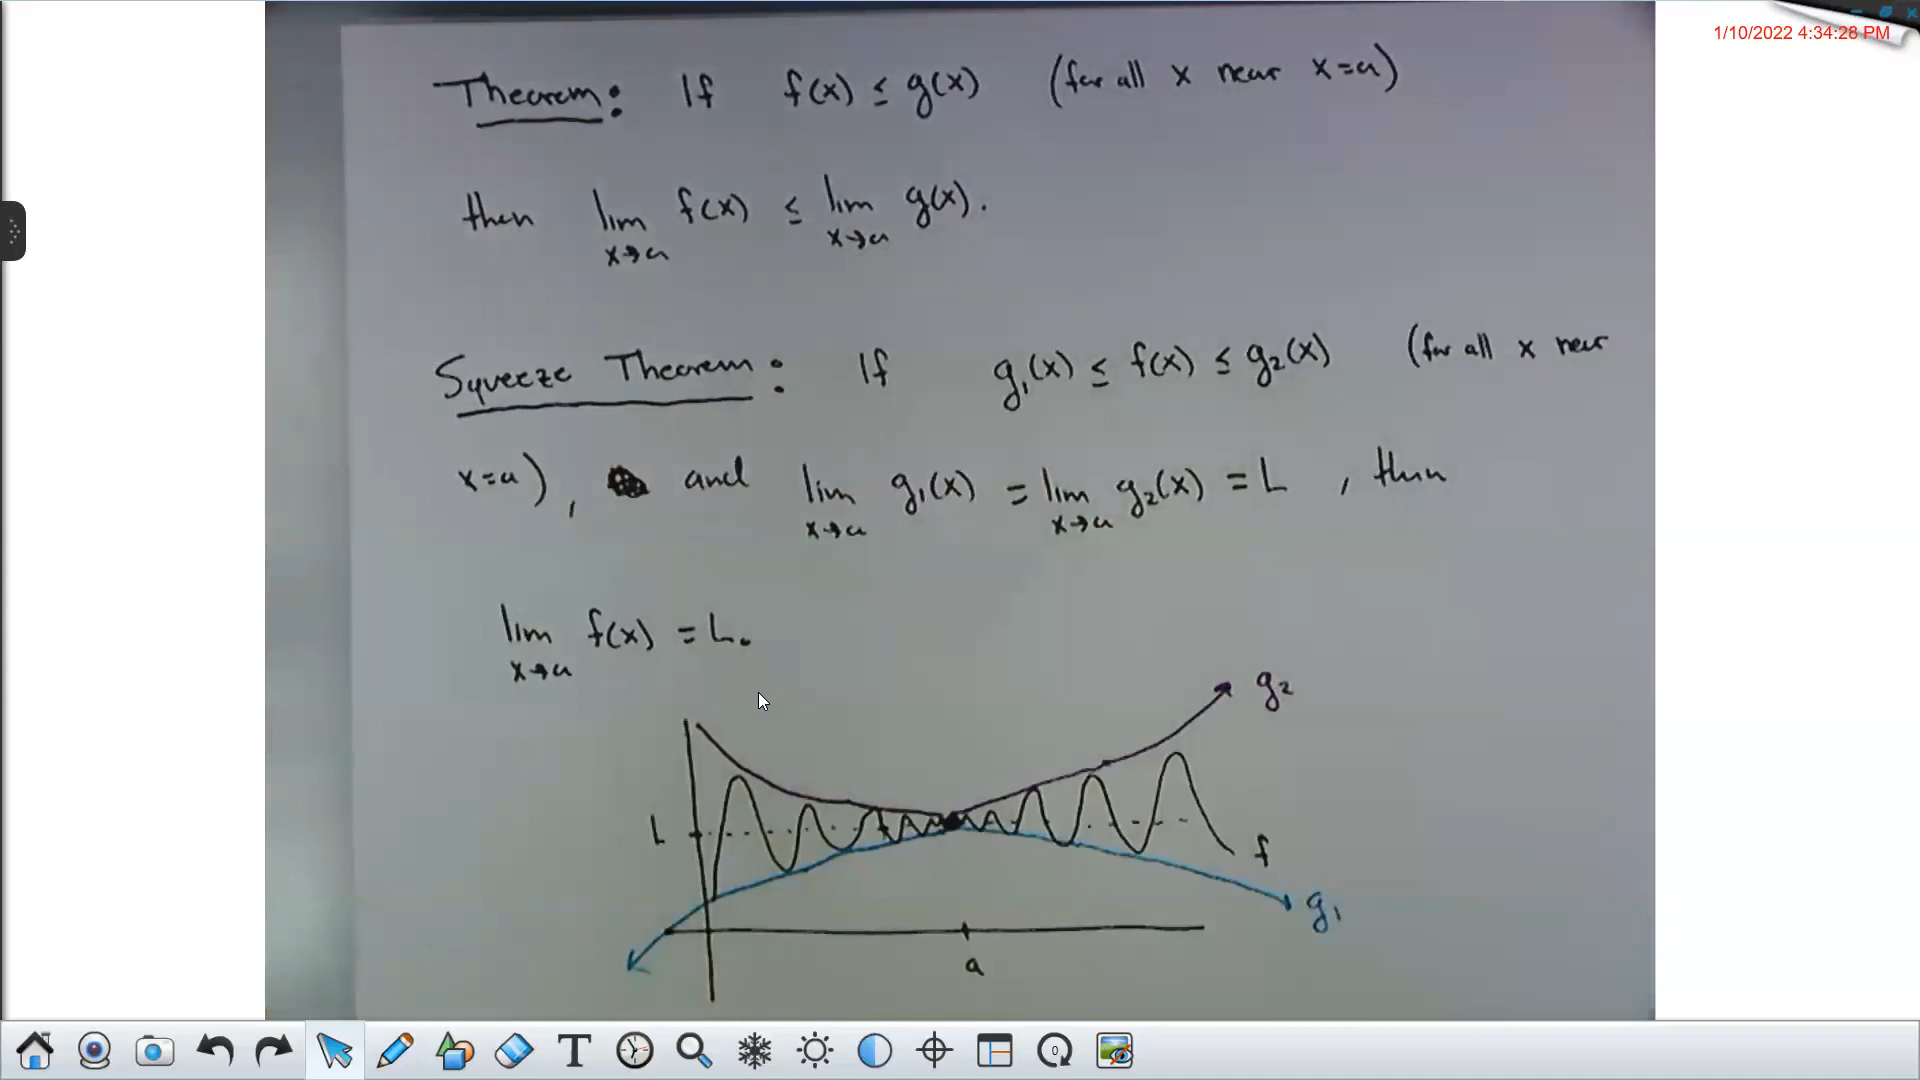 1/10/2022 4:34:28 PM
Theorem: If f(x) ≤ g(x) (for all x near x=a)
then lim f(x) ≤ lim g(x).
x→a x→a
Squeeze Theorem: If g₁(x) ≤ f(x) ≤ g₂(x) (for all x near
x=a), and lim g₁(x) = lim g₂(x) = L , then
x→a x→a
lim f(x) = L.
x→a
g₂
L
f
g₁
a
T
0